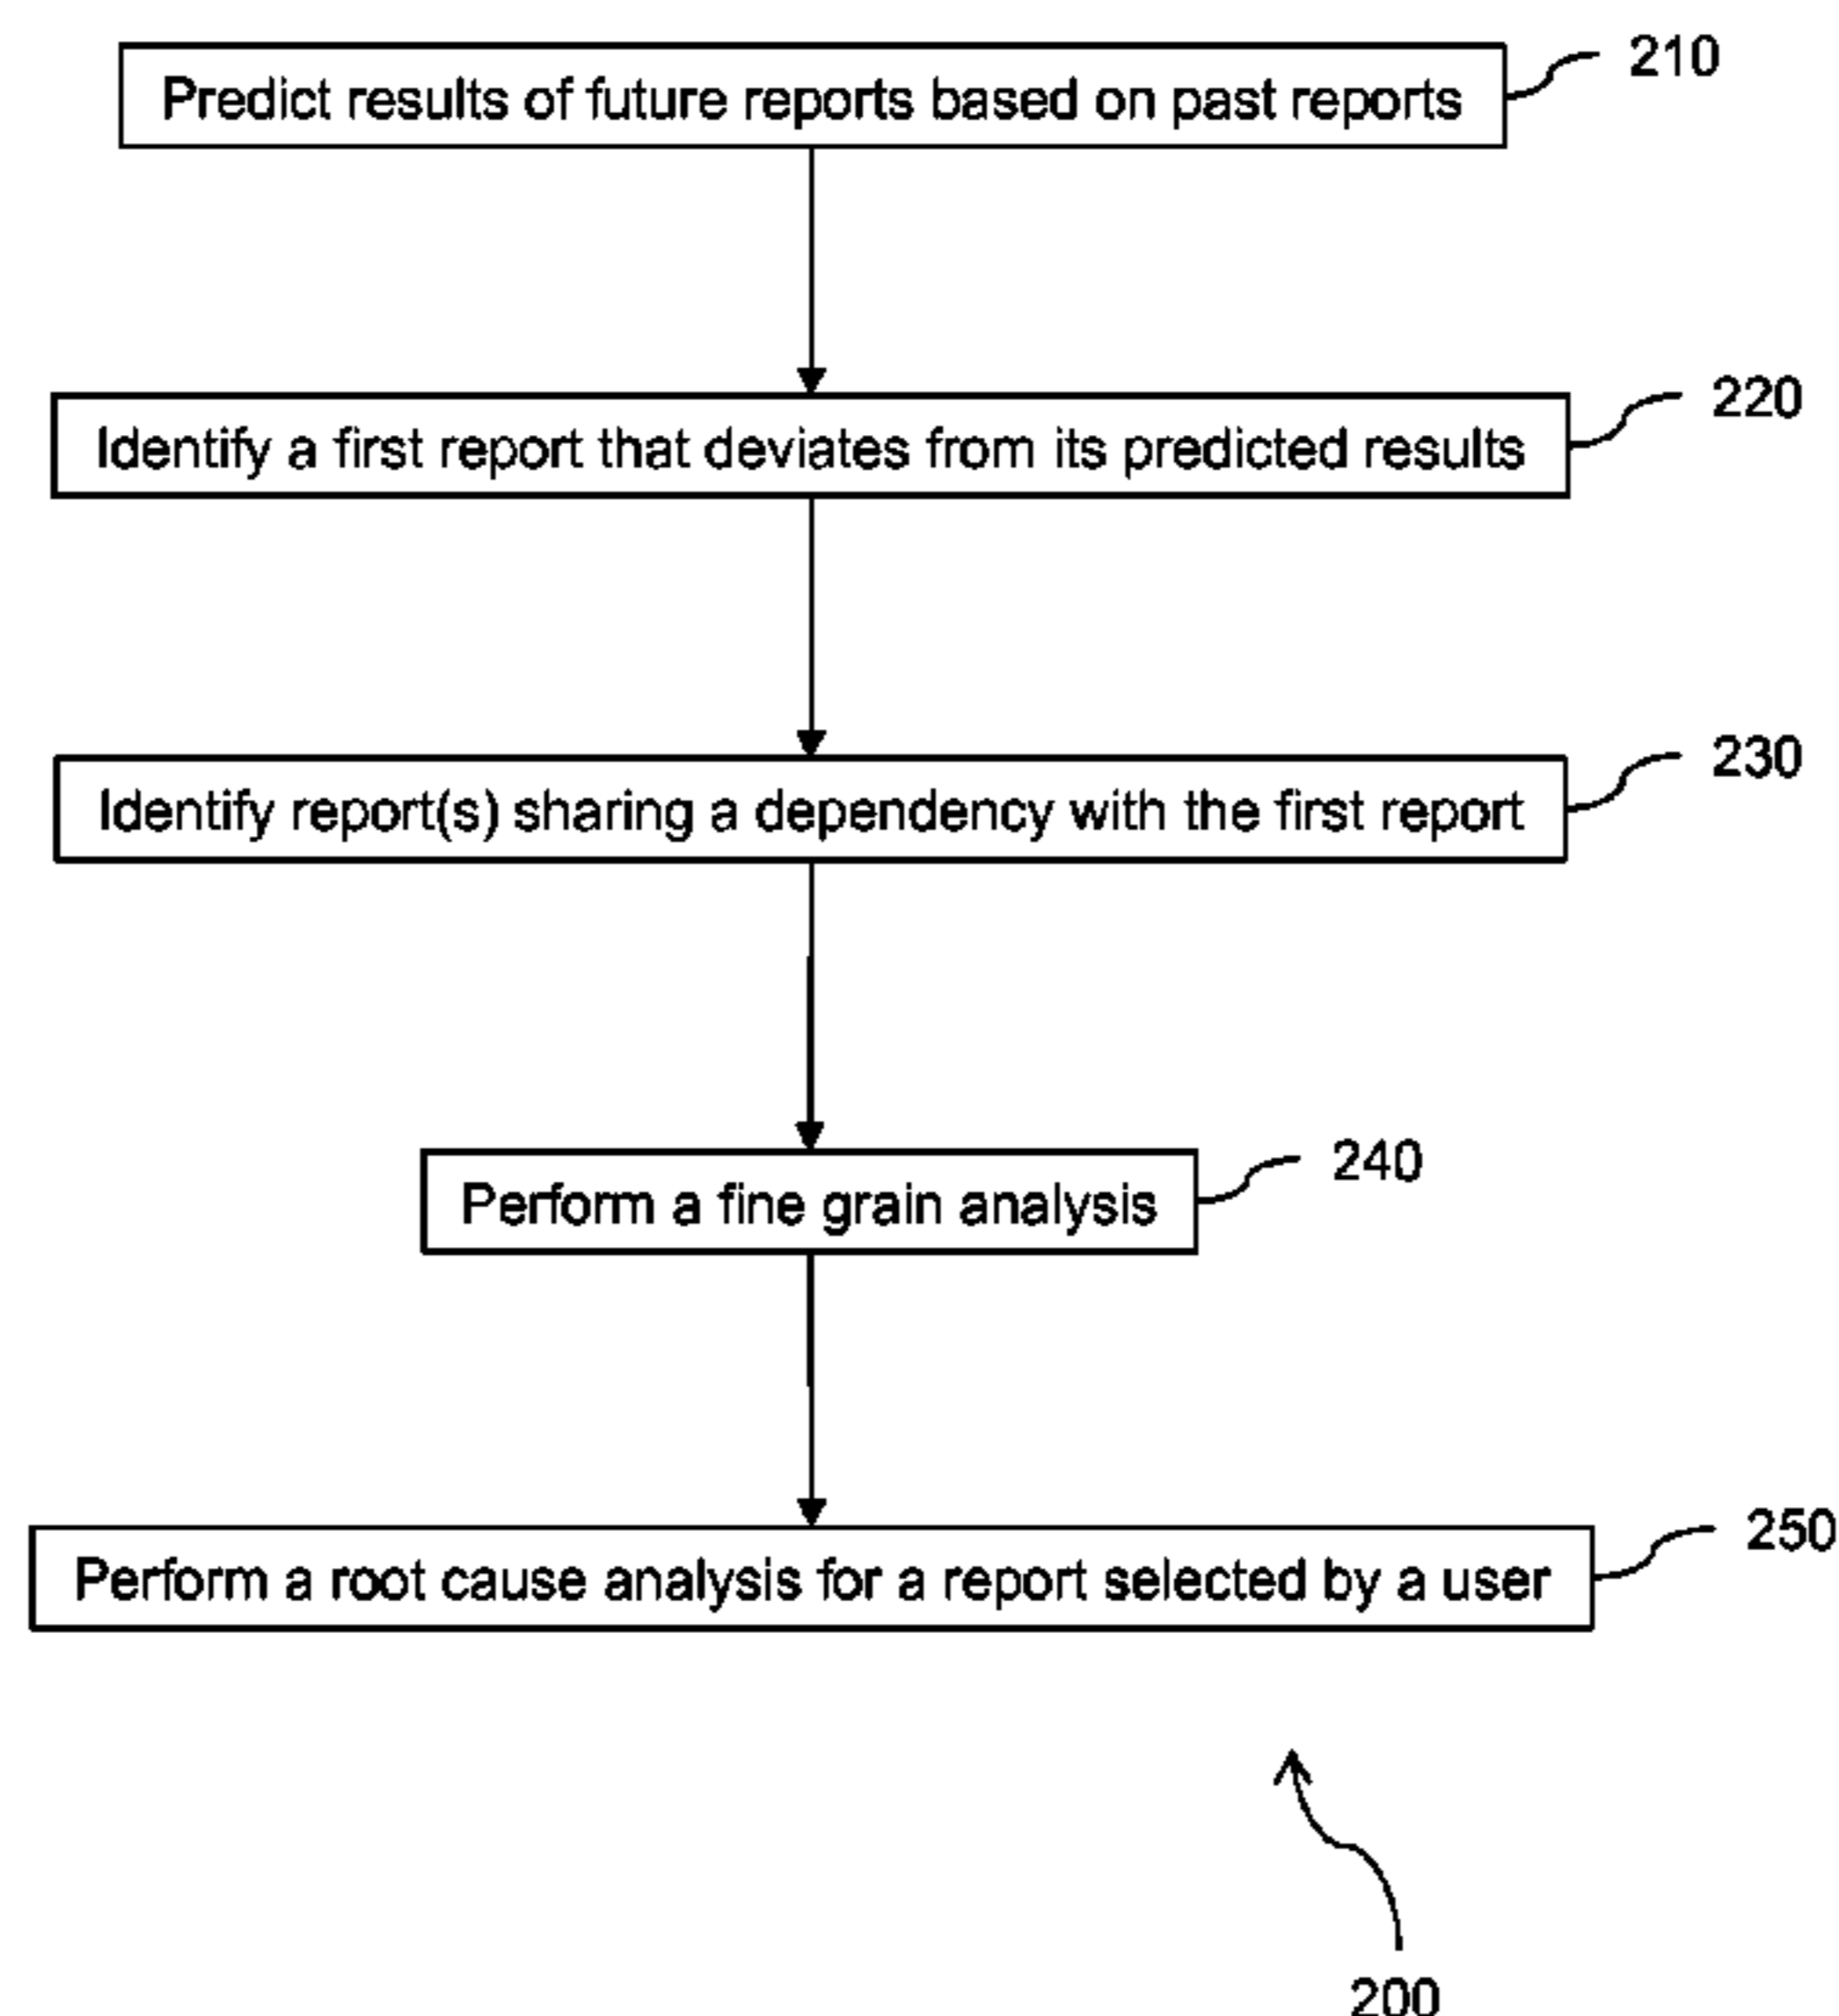 210
Predict results of future reports based on past reports
220
Identify a first report that deviates from its predicted results
230
Identify report(s) sharing a dependency with the first report
240
Perform a fine grain analysis
250
Perform a root cause analysis for a report selected by a user
200